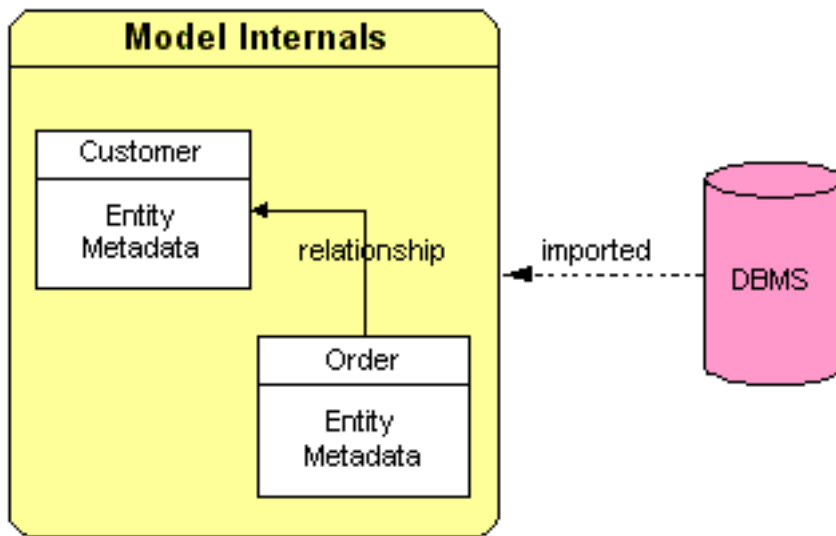 Model Internals
Customer
Entity
Metadata
relationship
imported
DBMS
Order
Entity
Metadata